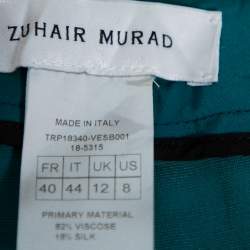 ZUHAIR MURAD
MADE IN ITALY
TRP18340-VESB001
18-5315
FR IT UK US
40 44 12 8
PRIMARY MATERIAL
82% VISCOSE
18% SILK